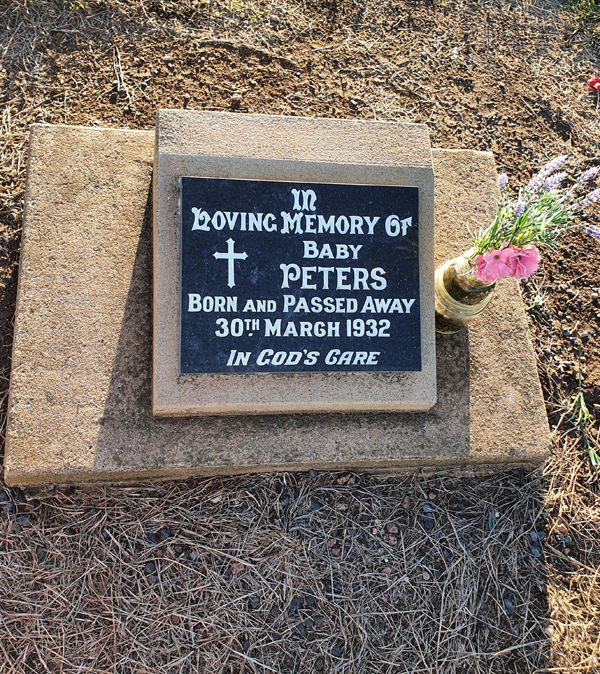 IN
LOVING MEMORY OF
BABY
PETERS
BORN AND PASSED AWAY
30TH MARCH 1932
IN GOD'S CARE